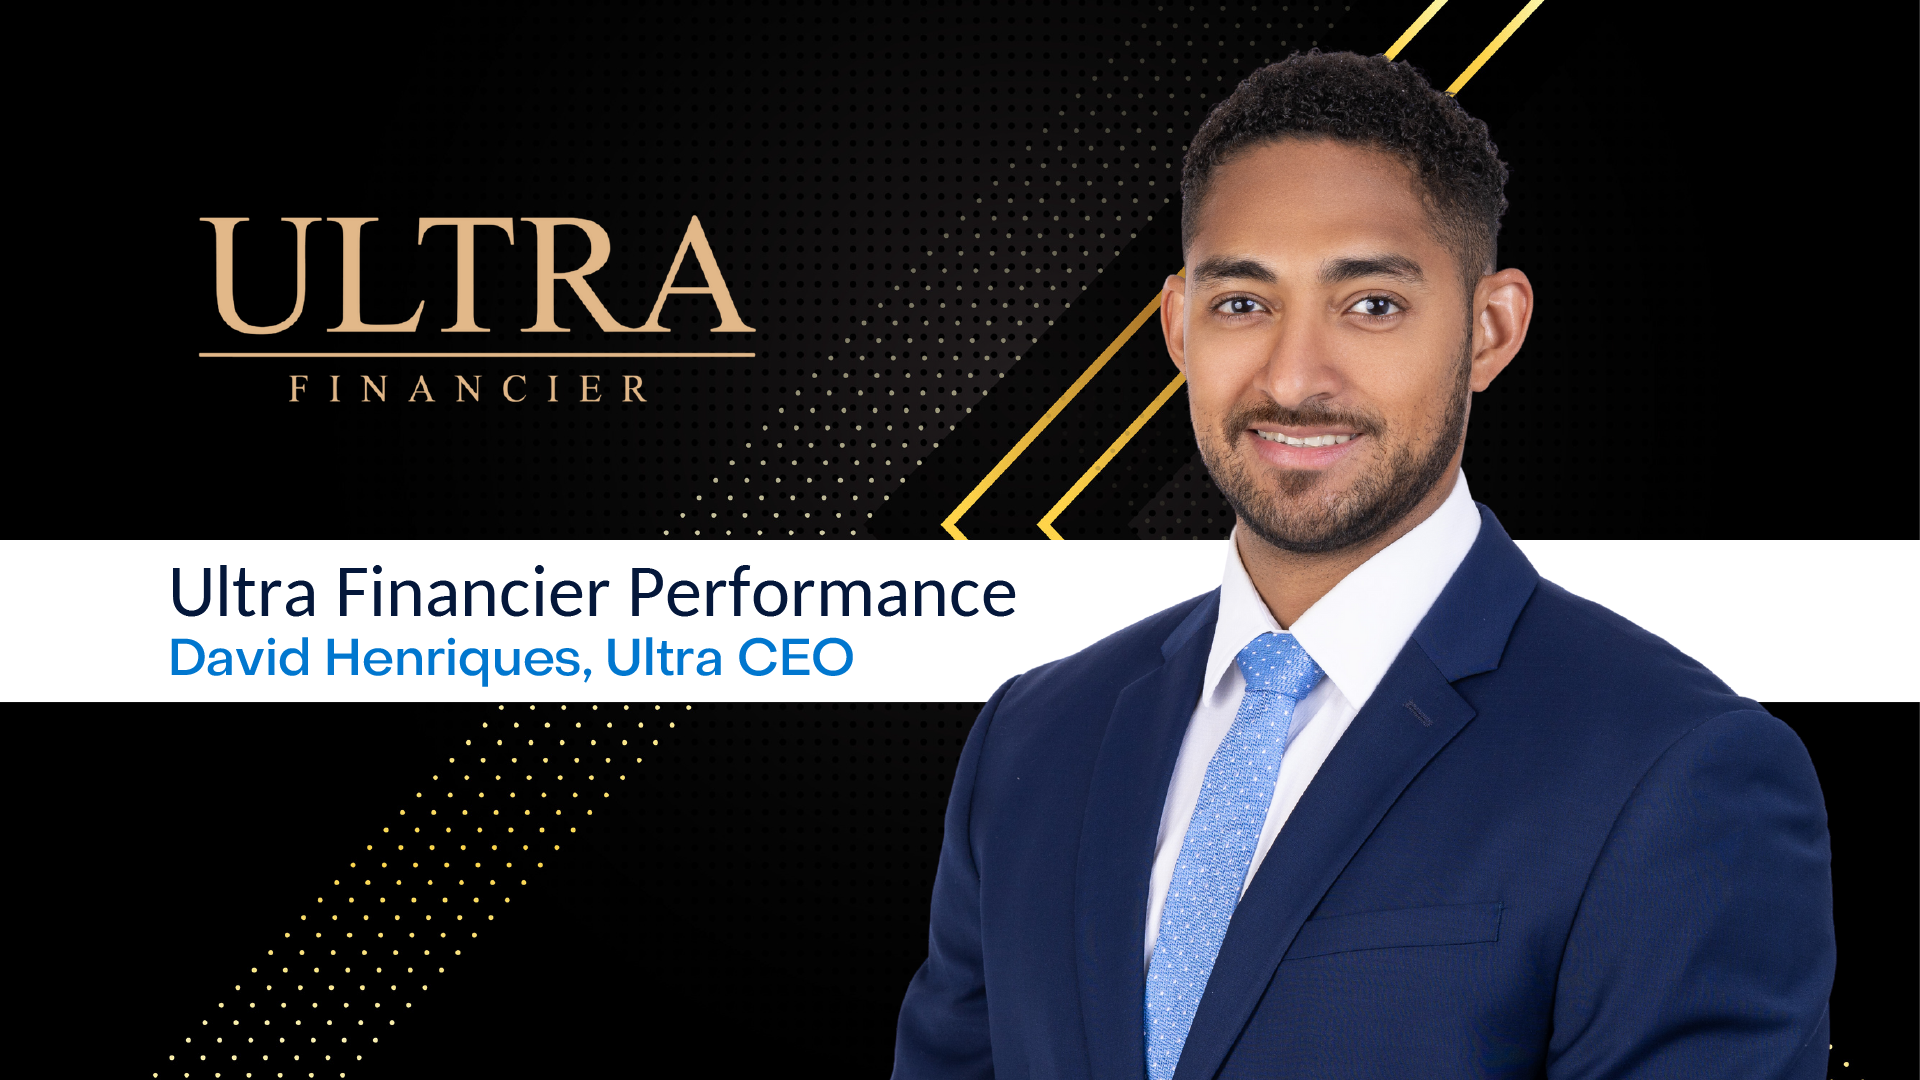 ULTRA
FINANCIER
Ultra Financier Performance
David Henriques, Ultra CEO